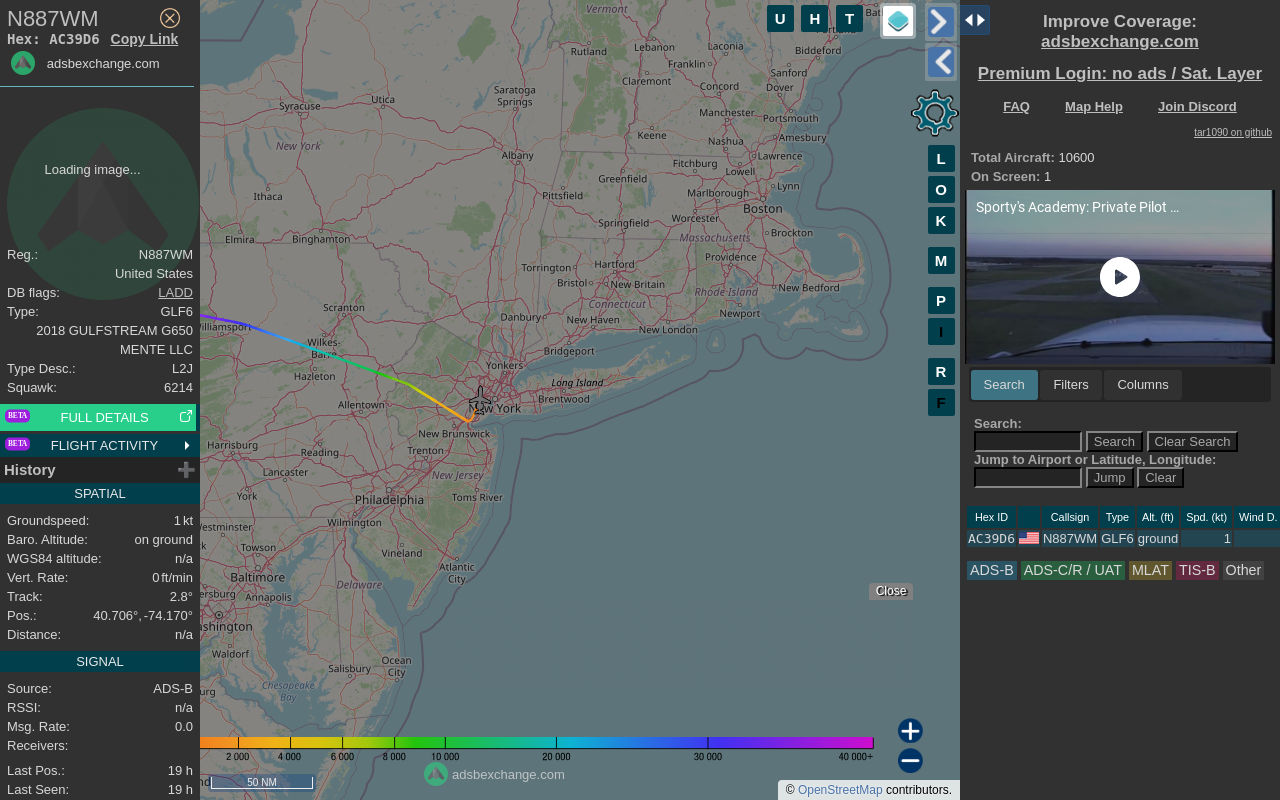 N887WM
Hex: AC39D6 Copy Link
adsbexchange.com
Loading image...
Reg.: N887WM
United States
DB flags: LADD
Type: GLF6
2018 GULFSTREAM G650
MENTE LLC
Type Desc.: L2J
Squawk: 6214
BETA FULL DETAILS
BETA FLIGHT ACTIVITY
History
SPATIAL
Groundspeed: 1 kt
Baro. Altitude: on ground
WGS84 altitude: n/a
Vert. Rate: 0 ft/min
Track: 2.8°
Pos.: 40.706°, -74.170°
Distance: n/a
SIGNAL
Source: ADS-B
RSSI: n/a
Msg. Rate: 0.0
Receivers:
Last Pos.: 19 h
Last Seen: 19 h
U H T
L
O
K
M
P
I
R
F
Vermont
Rutland
Lebanon
Laconia
Biddeford
Franklin
Sanford
Claremont
Concord
Dover
Saratoga
Springs
Utica
Syracuse
Manchester
Portsmouth
Keene
Nashua
Amesbury
New York
Albany
Fitchburg
Lawrence
Lowell
Greenfield
Ithaca
Pittsfield
Marlborough
Lynn
Worcester
Boston
Springfield
Elmira
Binghamton
Massachusetts
Brockton
Providence
Torrington
Hartford
Bristol
New Britain
Rhode Island
New Bedford
Scranton
Connecticut
Newport
Danbury
New Haven
New London
Williamsport
Wilkes-
Barre
Bridgeport
Yonkers
Hazleton
Long Island
Brentwood
Allentown
New York
New Brunswick
Harrisburg
Reading
Trenton
Lancaster
New Jersey
York
Philadelphia
Toms River
Wilmington
Westminster
Towson
Vineland
Atlantic
City
Baltimore
Delaware
Annapolis
Washington
Waldorf
Salisbury
Ocean
City
Chesapeake
Bay
Close
2 000 4 000 6 000 8 000 10 000 20 000 30 000 40 000+
adsbexchange.com
50 NM
© OpenStreetMap contributors.
Improve Coverage:
adsbexchange.com
Premium Login: no ads / Sat. Layer
FAQ Map Help Join Discord
tar1090 on github
Total Aircraft: 10600
On Screen: 1
Sporty's Academy: Private Pilot …
Search Filters Columns
Search:
Search Clear Search
Jump to Airport or Latitude, Longitude:
Jump Clear
Hex ID Callsign Type Alt. (ft) Spd. (kt) Wind D.
AC39D6 N887WM GLF6 ground 1
ADS-B ADS-C/R / UAT MLAT TIS-B Other